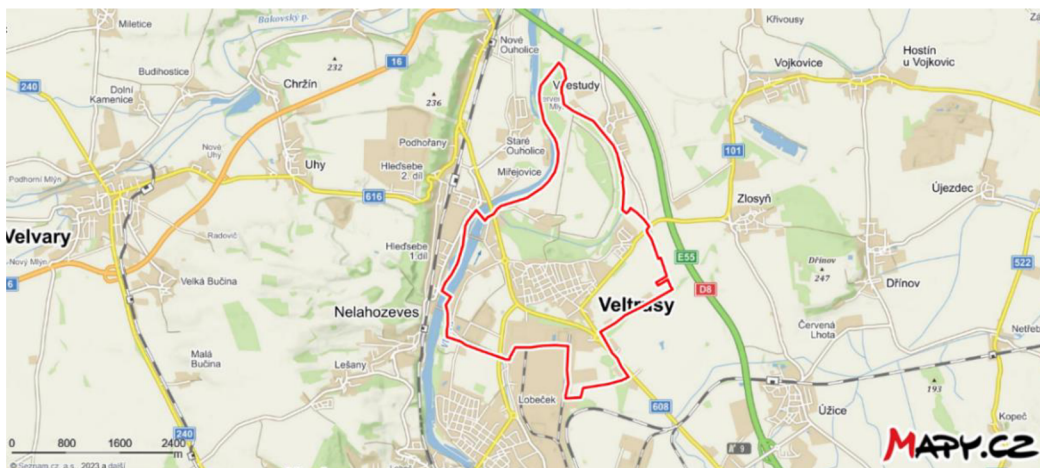 Miletice
Bakovský p.
Nové
Ouholice
Křivousy
240
16
232
Budihostice
Chržín
Dolní
Kamenice
236
Všestudy
Vojkovice
Hostín
u Vojkovic
Podhořany
Staré
Ouholice
101
Nové
Uhy
Podhorní Mlýn
Uhy
Hleďsebe
2. díl
Miřejovice
616
Zlosyň
Újezdec
Velvary
Radovič
Nový Mlýn
Hleďsebe
1. díl
E55
Dřínov
247
522
6
Velká Bučina
D8
Dřínov
Nelahozeves
Veltrusy
Červená
Lhota
Netřeb
Malá
Bučina
Lešany
193
Lobeček
608
Úžice
Kopeč
0 800 1600 2400
m
240
© Seznam.cz, a.s., 2023 a další
MAPY.CZ